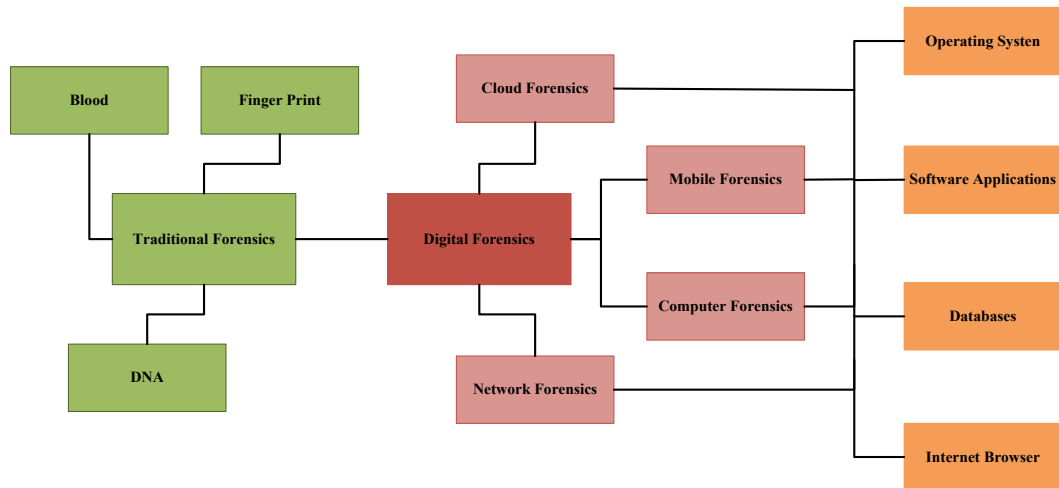 Operating Systen
Cloud Forensics
Blood
Finger Print
Mobile Forensics
Software Applications
Traditional Forensics
Digital Forensics
Computer Forensics
Databases
DNA
Network Forensics
Internet Browser